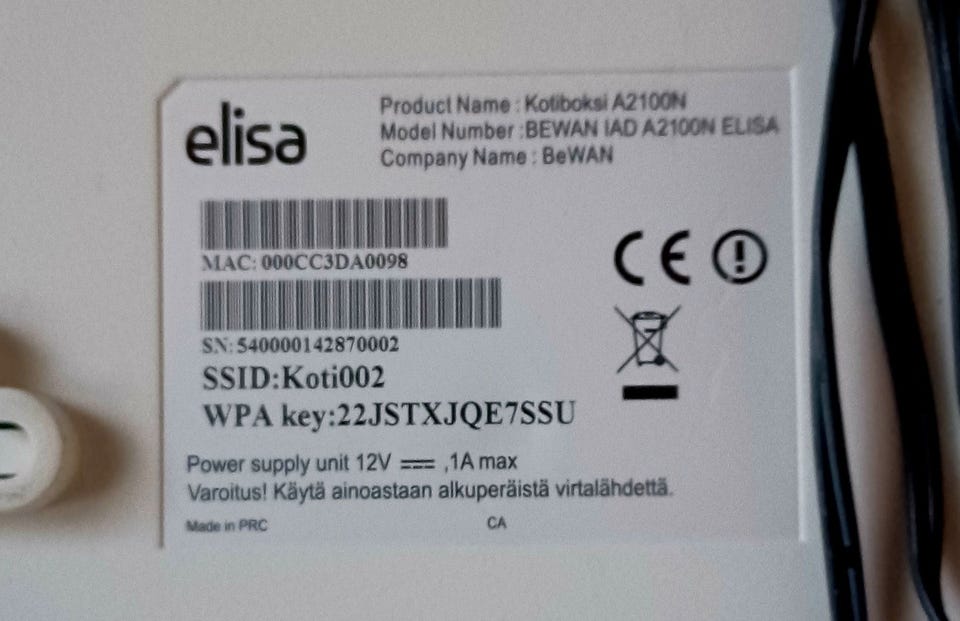 elisa
Product Name : Kotiboksi A2100N
Model Number :BEWAN IAD A2100N ELISA
Company Name : BeWAN
MAC: 000CC3DA0098
SN: 540000142870002
SSID:Koti002
WPA key:22JSTXJQE7SSU
CE
Power supply unit 12V ⎓ ,1A max
Varoitus! Käytä ainoastaan alkuperäistä virtalähdettä.
Made in PRC
CA